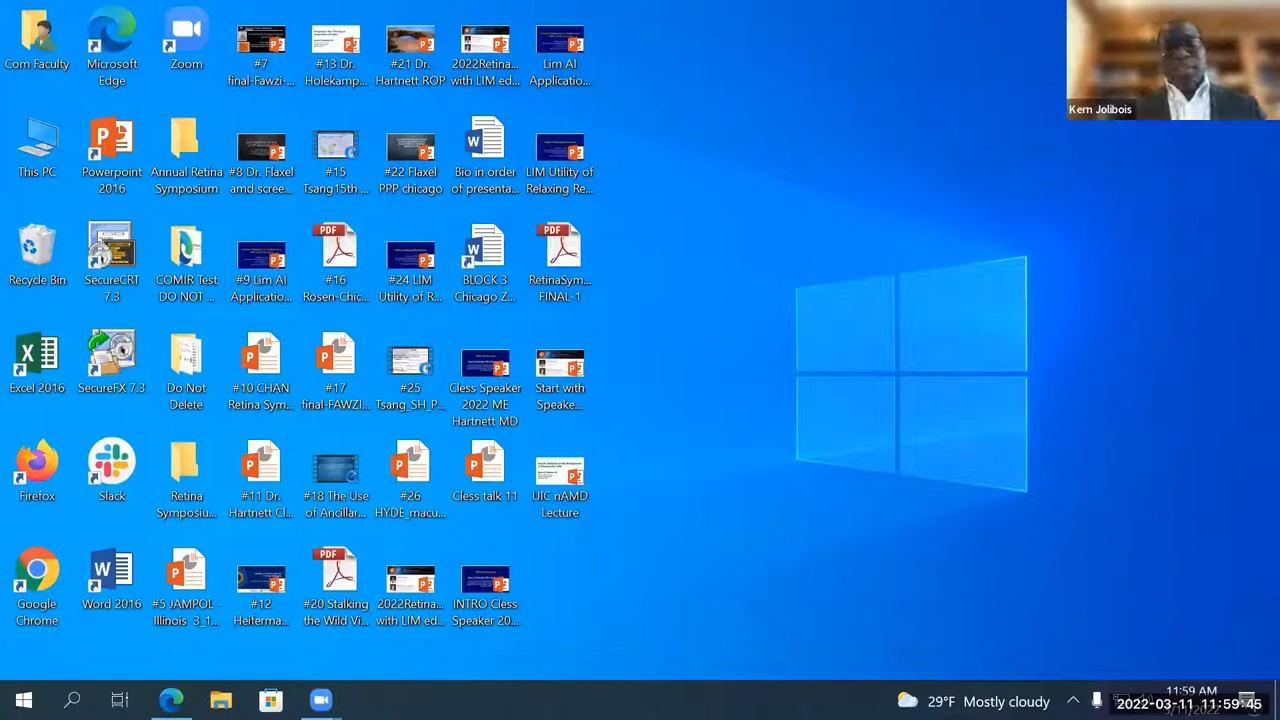 Com Faculty
Microsoft
Edge
Zoom
#7
final-Fawzi-...
#13 Dr.
Holekamp...
#21 Dr.
Hartnett ROP
2022Retina...
with LIM ed...
Lim AI
Applicatio...
Kern Jolibois
This PC
Powerpoint
2016
Annual Retina
Symposium
#8 Dr. Flaxel
amd scree...
#15
Tsang15th ...
#22 Flaxel
PPP chicago
Bio in order
of presenta...
LIM Utility of
Relaxing Re...
Recycle Bin
SecureCRT
7.3
COMIR Test
DO NOT ...
#9 Lim AI
Applicatio...
PDF
#16
Rosen-Chic...
#24 LIM
Utility of R...
BLOCK 3
Chicago Z...
PDF
RetinaSym...
FINAL-1
Excel 2016
SecureFX 7.3
Do Not
Delete
#10 CHAN
Retina Sym...
#17
final-FAWZI...
#25
Tsang_SH_P...
Cless Speaker
2022 ME
Hartnett MD
Start with
Speake...
Firefox
Slack
Retina
Symposiu...
#11 Dr.
Hartnett Cl...
#18 The Use
of Ancillar...
#26
HYDE_macu...
Cless talk 11
UIC nAMD
Lecture
Google
Chrome
Word 2016
#5 JAMPOL -
Illinois 3_1...
#12
Heiferma...
PDF
#20 Stalking
the Wild Vi...
2022Retina...
with LIM ed...
INTRO Cless
Speaker 20...
29°F Mostly cloudy
11:59 AM
2022-03-11 11:59:45